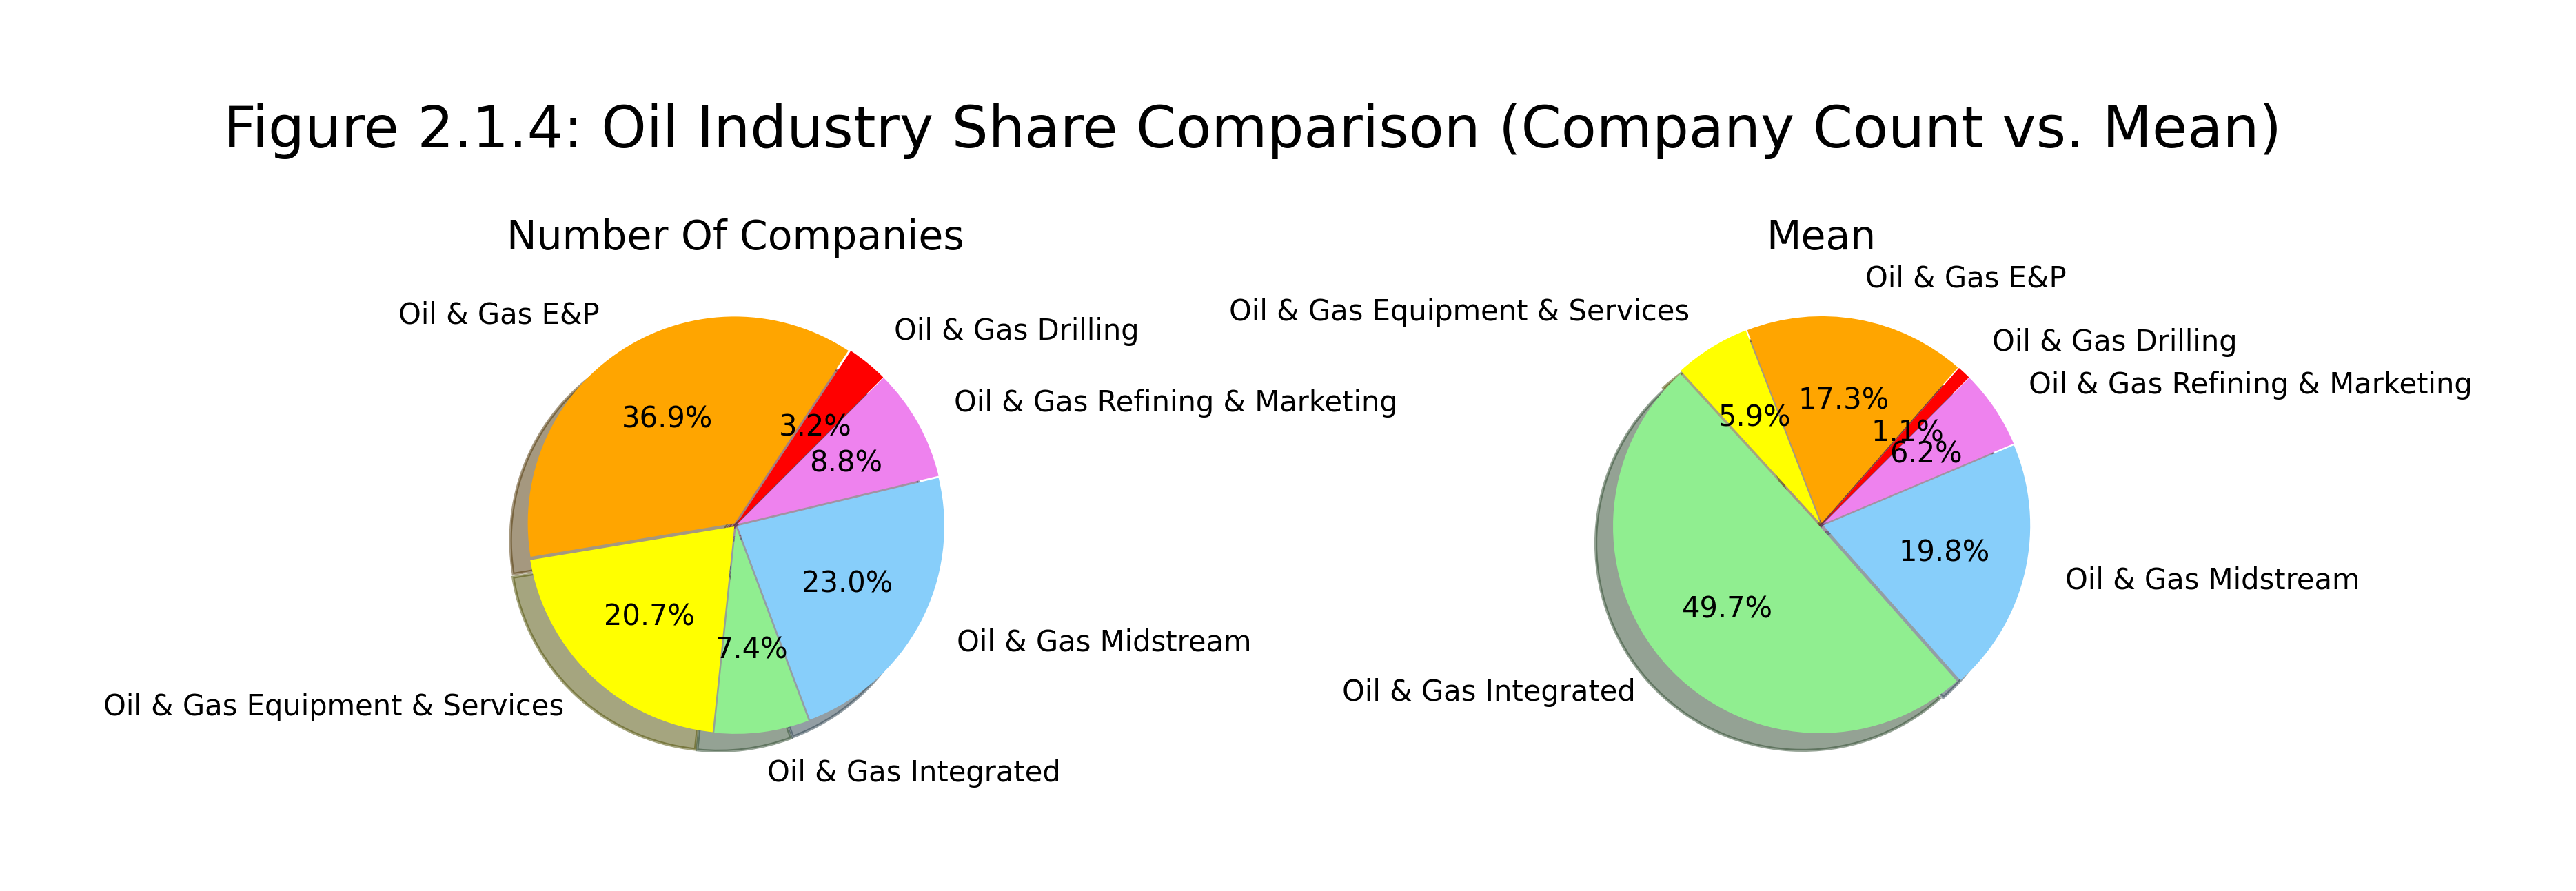 Figure 2.1.4: Oil Industry Share Comparison (Company Count vs. Mean)
Number Of Companies
Oil & Gas E&P
Oil & Gas Drilling
Oil & Gas Refining & Marketing
36.9%
3.2%
8.8%
23.0%
20.7%
7.4%
Oil & Gas Midstream
Oil & Gas Equipment & Services
Oil & Gas Integrated
Mean
Oil & Gas E&P
Oil & Gas Equipment & Services
Oil & Gas Drilling
Oil & Gas Refining & Marketing
17.3%
5.9%
1.1%
6.2%
19.8%
Oil & Gas Midstream
49.7%
Oil & Gas Integrated